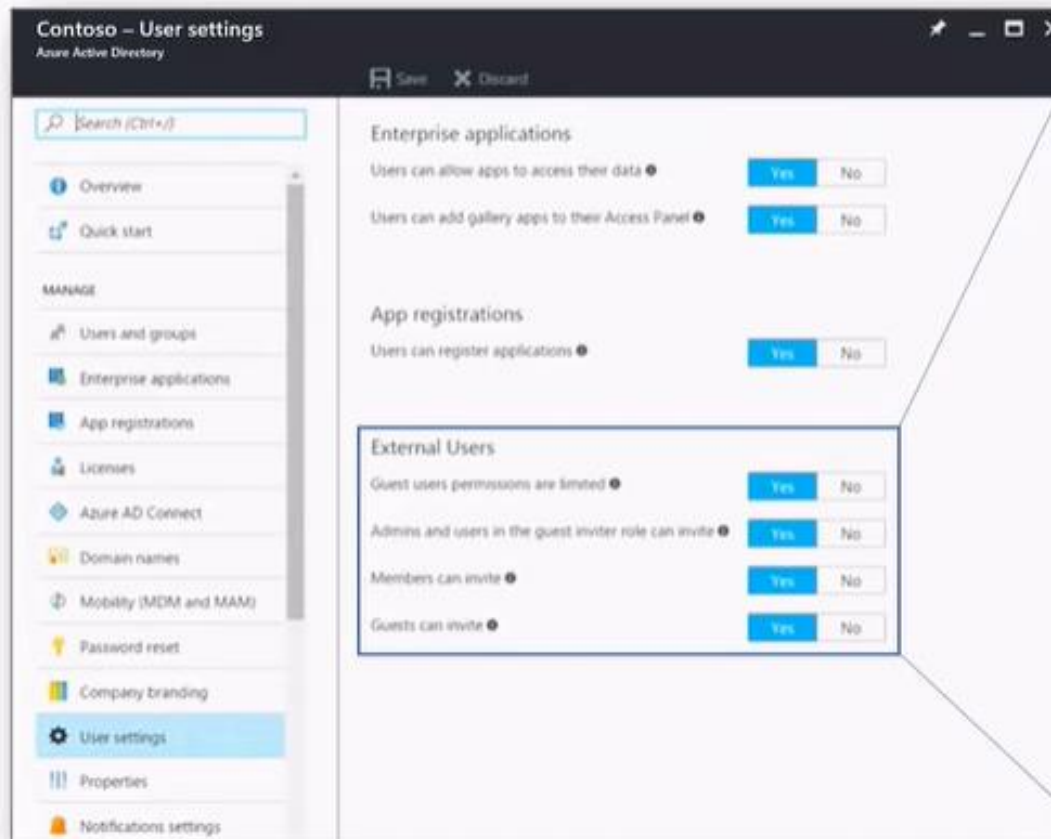 Contoso – User settings
Azure Active Directory
Save Discard
Search (Ctrl+/)
Overview
Quick start
MANAGE
Users and groups
Enterprise applications
App registrations
Licenses
Azure AD Connect
Domain names
Mobility (MDM and MAM)
Password reset
Company branding
User settings
Properties
Notifications settings
Enterprise applications
Users can allow apps to access their data Yes No
Users can add gallery apps to their Access Panel Yes No
App registrations
Users can register applications Yes No
External Users
Guest users permissions are limited Yes No
Admins and users in the guest inviter role can invite Yes No
Members can invite Yes No
Guests can invite Yes No